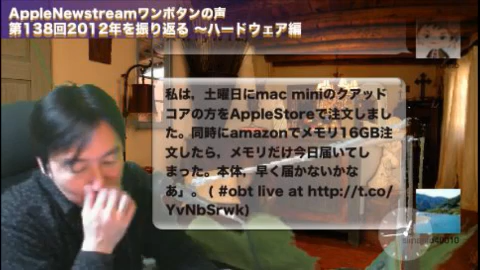 AppleNewstreamワンボタンの声
第138回2012年を振り返る ～ハードウェア編
私は，土曜日にmac miniのクアッド
コアの方をAppleStoreで注文しまし
た。同時にamazonでメモリ16GB注
文したら，メモリだけ今日届いてし
まった。本体，早く届かないかな
あ」。 ( #obt live at http://t.co/
YvNbSrwk)